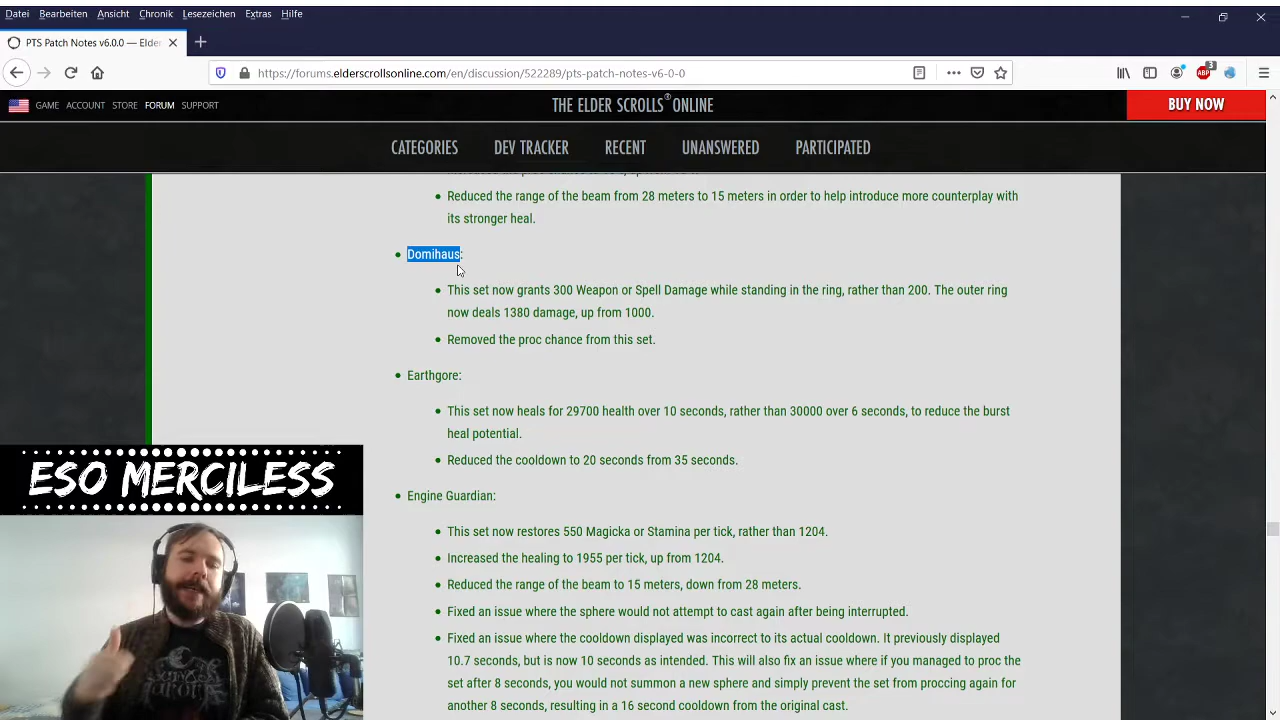 Datei Bearbeiten Ansicht Chronik Lesezeichen Extras Hilfe
PTS Patch Notes v6.0.0 — Elder
https://forums.elderscrollsonline.com/en/discussion/522289/pts-patch-notes-v6-0-0
ABP 3
GAME ACCOUNT STORE FORUM SUPPORT
THE ELDER SCROLLS® ONLINE
BUY NOW
CATEGORIES DEV TRACKER RECENT UNANSWERED PARTICIPATED
• Reduced the range of the beam from 28 meters to 15 meters in order to help introduce more counterplay with
its stronger heal.
• Domihaus:
• This set now grants 300 Weapon or Spell Damage while standing in the ring, rather than 200. The outer ring
now deals 1380 damage, up from 1000.
• Removed the proc chance from this set.
• Earthgore:
• This set now heals for 29700 health over 10 seconds, rather than 30000 over 6 seconds, to reduce the burst
heal potential.
• Reduced the cooldown to 20 seconds from 35 seconds.
• Engine Guardian:
• This set now restores 550 Magicka or Stamina per tick, rather than 1204.
• Increased the healing to 1955 per tick, up from 1204.
• Reduced the range of the beam to 15 meters, down from 28 meters.
• Fixed an issue where the sphere would not attempt to cast again after being interrupted.
• Fixed an issue where the cooldown displayed was incorrect to its actual cooldown. It previously displayed
10.7 seconds, but is now 10 seconds as intended. This will also fix an issue where if you managed to proc the
set after 8 seconds, you would not summon a new sphere and simply prevent the set from proccing again for
another 8 seconds, resulting in a 16 second cooldown from the original cast.
ESO MERCILESS